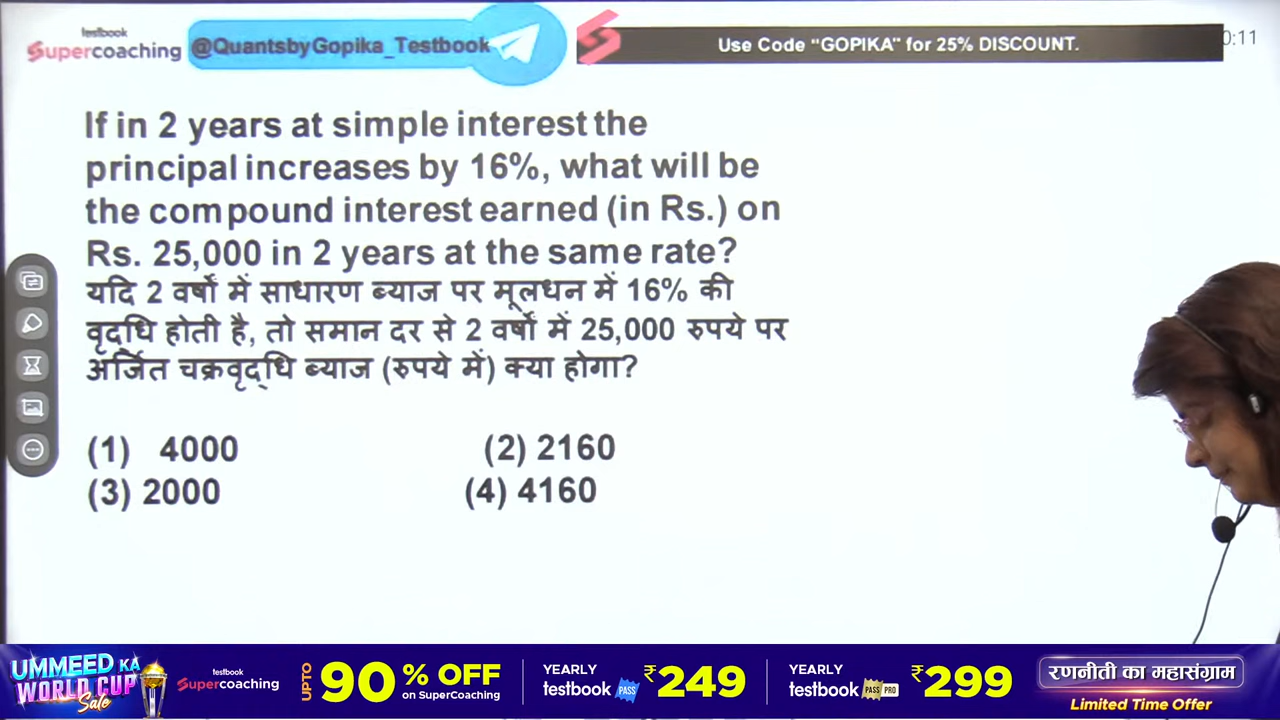 testbook
Supercoaching
@QuantsbyGopika_Testbook
Use Code "GOPIKA" for 25% DISCOUNT.
0:11
If in 2 years at simple interest the
principal increases by 16%, what will be
the compound interest earned (in Rs.) on
Rs. 25,000 in 2 years at the same rate?
यदि 2 वर्षों में साधारण ब्याज पर मूलधन में 16% की
वृद्धि होती है, तो समान दर से 2 वर्षों में 25,000 रुपये पर
अर्जित चक्रवृद्धि ब्याज (रुपये में) क्या होगा?
(1) 4000 (2) 2160
(3) 2000 (4) 4160
UMMEED KA
WORLD CUP
Sale
testbook
Supercoaching
UPTO 90% OFF
on SuperCoaching
YEARLY
testbook PASS ₹249
YEARLY
testbook PASS PRO ₹299
रणनीती का महासंग्राम
Limited Time Offer